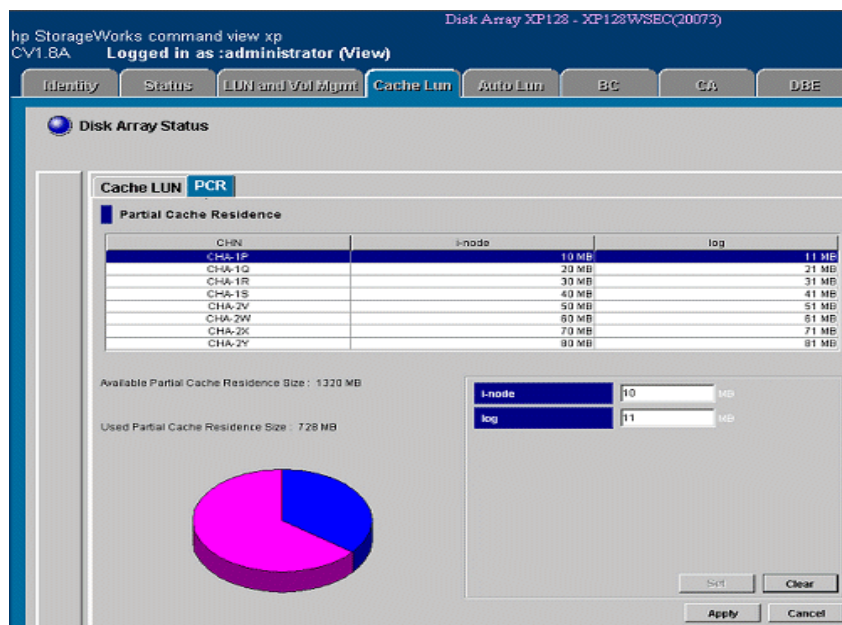 Disk Array XP128 - XP128WSEC(20073)
hp StorageWorks command view xp
CV1.8A Logged in as :administrator (View)
Identity Status LUN and Vol Mgmt Cache Lun Auto Lun BC CA DBE
Disk Array Status
Cache LUN PCR
Partial Cache Residence
CHN i-node log
CHA-1P 10 MB 11 MB
CHA-1Q 20 MB 21 MB
CHA-1R 30 MB 31 MB
CHA-1S 40 MB 41 MB
CHA-2V 50 MB 51 MB
CHA-2W 60 MB 61 MB
CHA-2X 70 MB 71 MB
CHA-2Y 80 MB 81 MB
Available Partial Cache Residence Size : 1320 MB
i-node 10 MB
log 11 MB
Used Partial Cache Residence Size : 728 MB
Set Clear
Apply Cancel